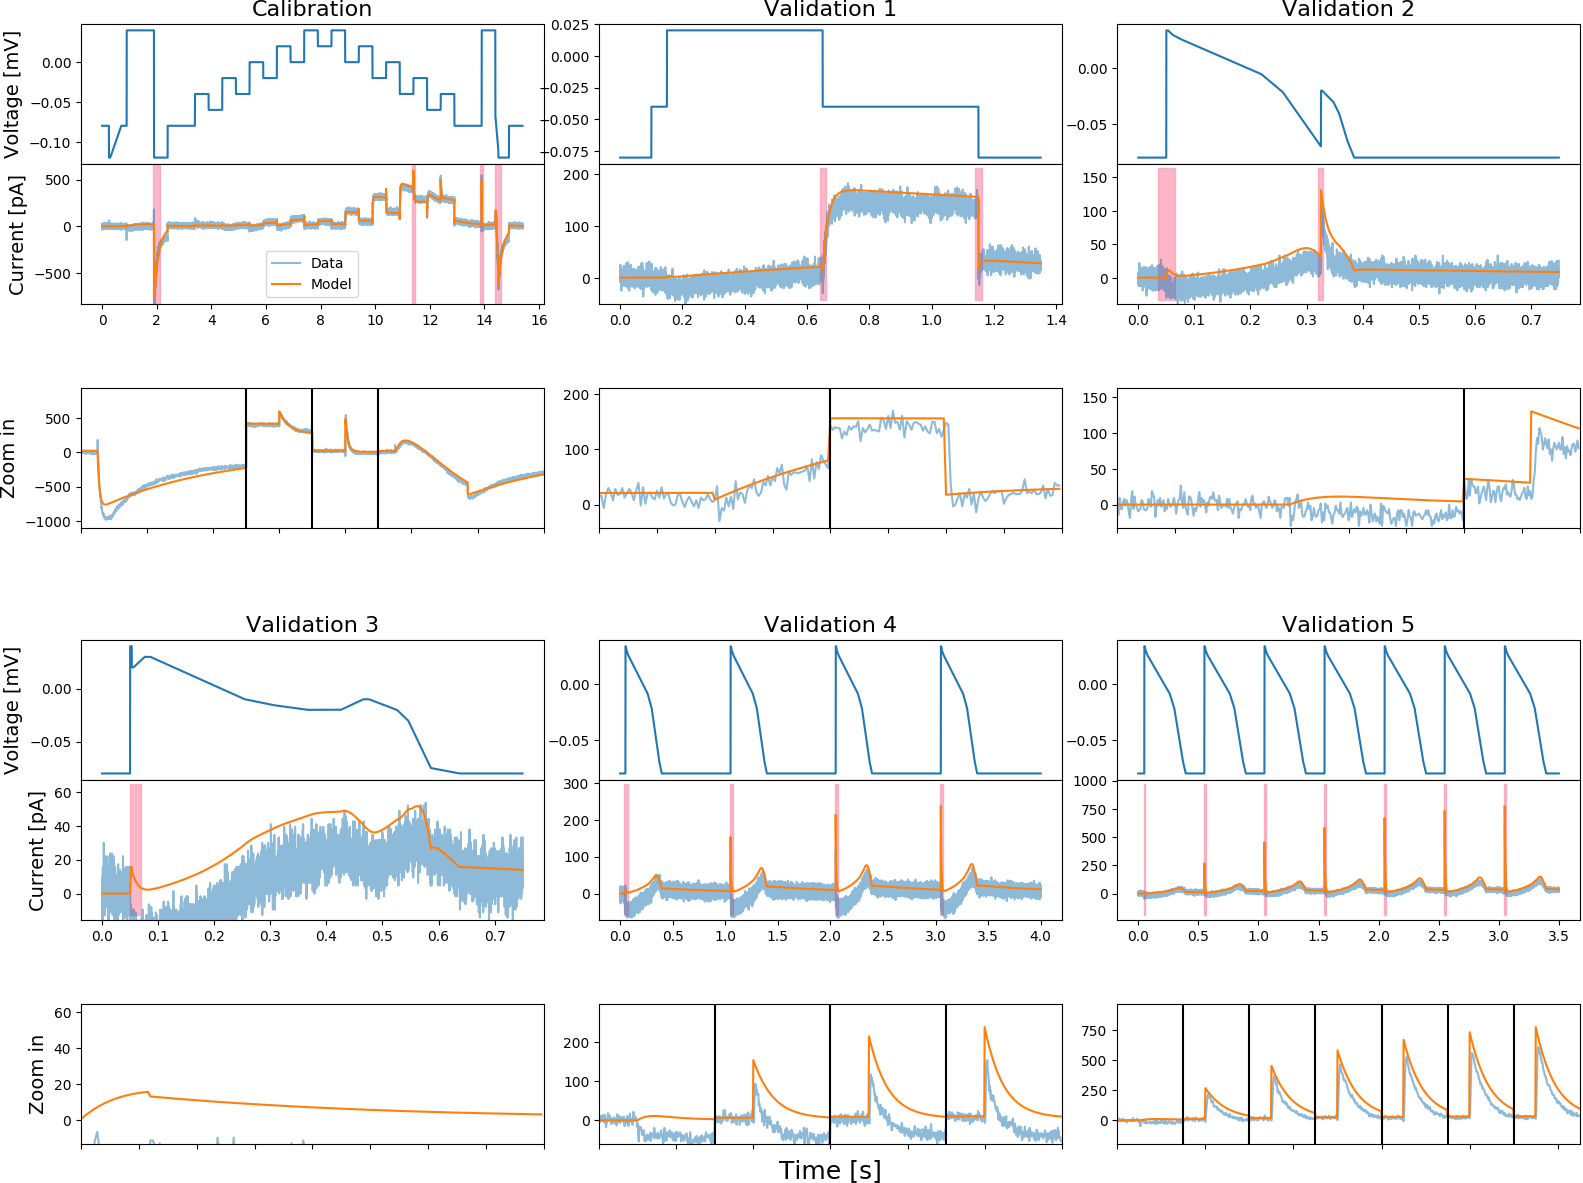 Calibration
Validation 1
Validation 2
Voltage [mV]
0.00
−0.05
−0.10
0.025
0.000
−0.025
−0.050
−0.075
0.00
−0.05
Current [pA]
500
0
−500
Data
Model
200
100
0
150
100
50
0
0 2 4 6 8 10 12 14 16
0.0 0.2 0.4 0.6 0.8 1.0 1.2 1.4
0.0 0.1 0.2 0.3 0.4 0.5 0.6 0.7
Zoom in
500
0
−500
−1000
200
100
0
150
100
50
0
Validation 3
Validation 4
Validation 5
Voltage [mV]
0.00
−0.05
0.00
−0.05
0.00
−0.05
Current [pA]
60
40
20
0
300
200
100
0
1000
750
500
250
0
0.0 0.1 0.2 0.3 0.4 0.5 0.6 0.7
0.0 0.5 1.0 1.5 2.0 2.5 3.0 3.5 4.0
0.0 0.5 1.0 1.5 2.0 2.5 3.0 3.5
Zoom in
60
40
20
0
200
100
0
750
500
250
0
Time [s]